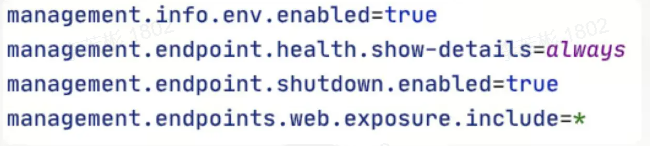 management.info.env.enabled=true
management.endpoint.health.show-details=always
management.endpoint.shutdown.enabled=true
management.endpoints.web.exposure.include=*